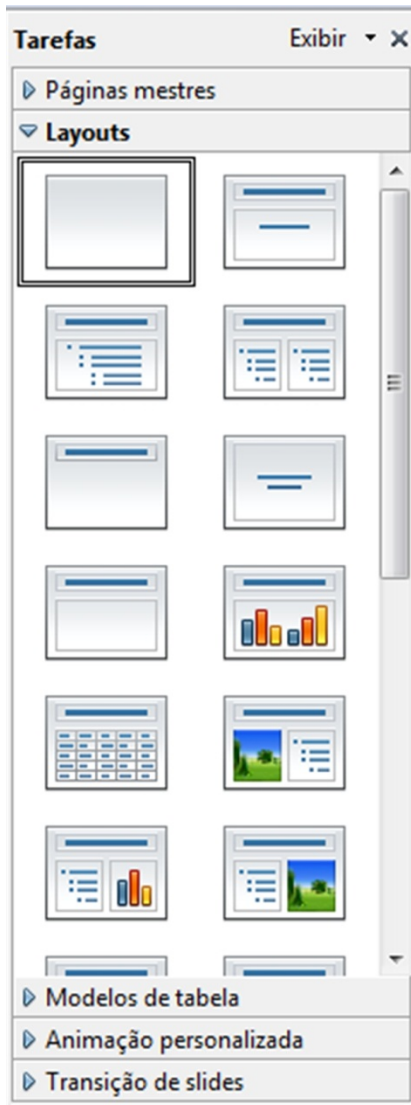 Tarefas Exibir
Páginas mestres
Layouts
Modelos de tabela
Animação personalizada
Transição de slides